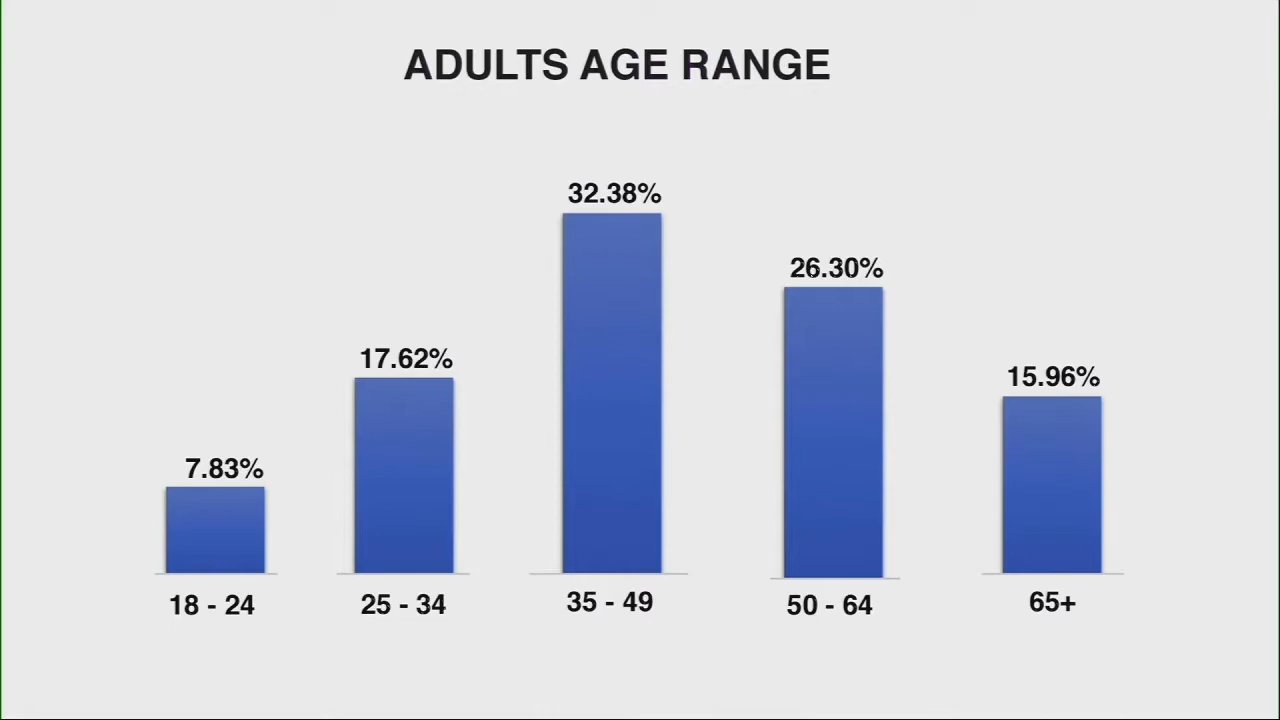 ADULTS AGE RANGE
32.38%
26.30%
17.62%
15.96%
7.83%
18 - 24
25 - 34
35 - 49
50 - 64
65+